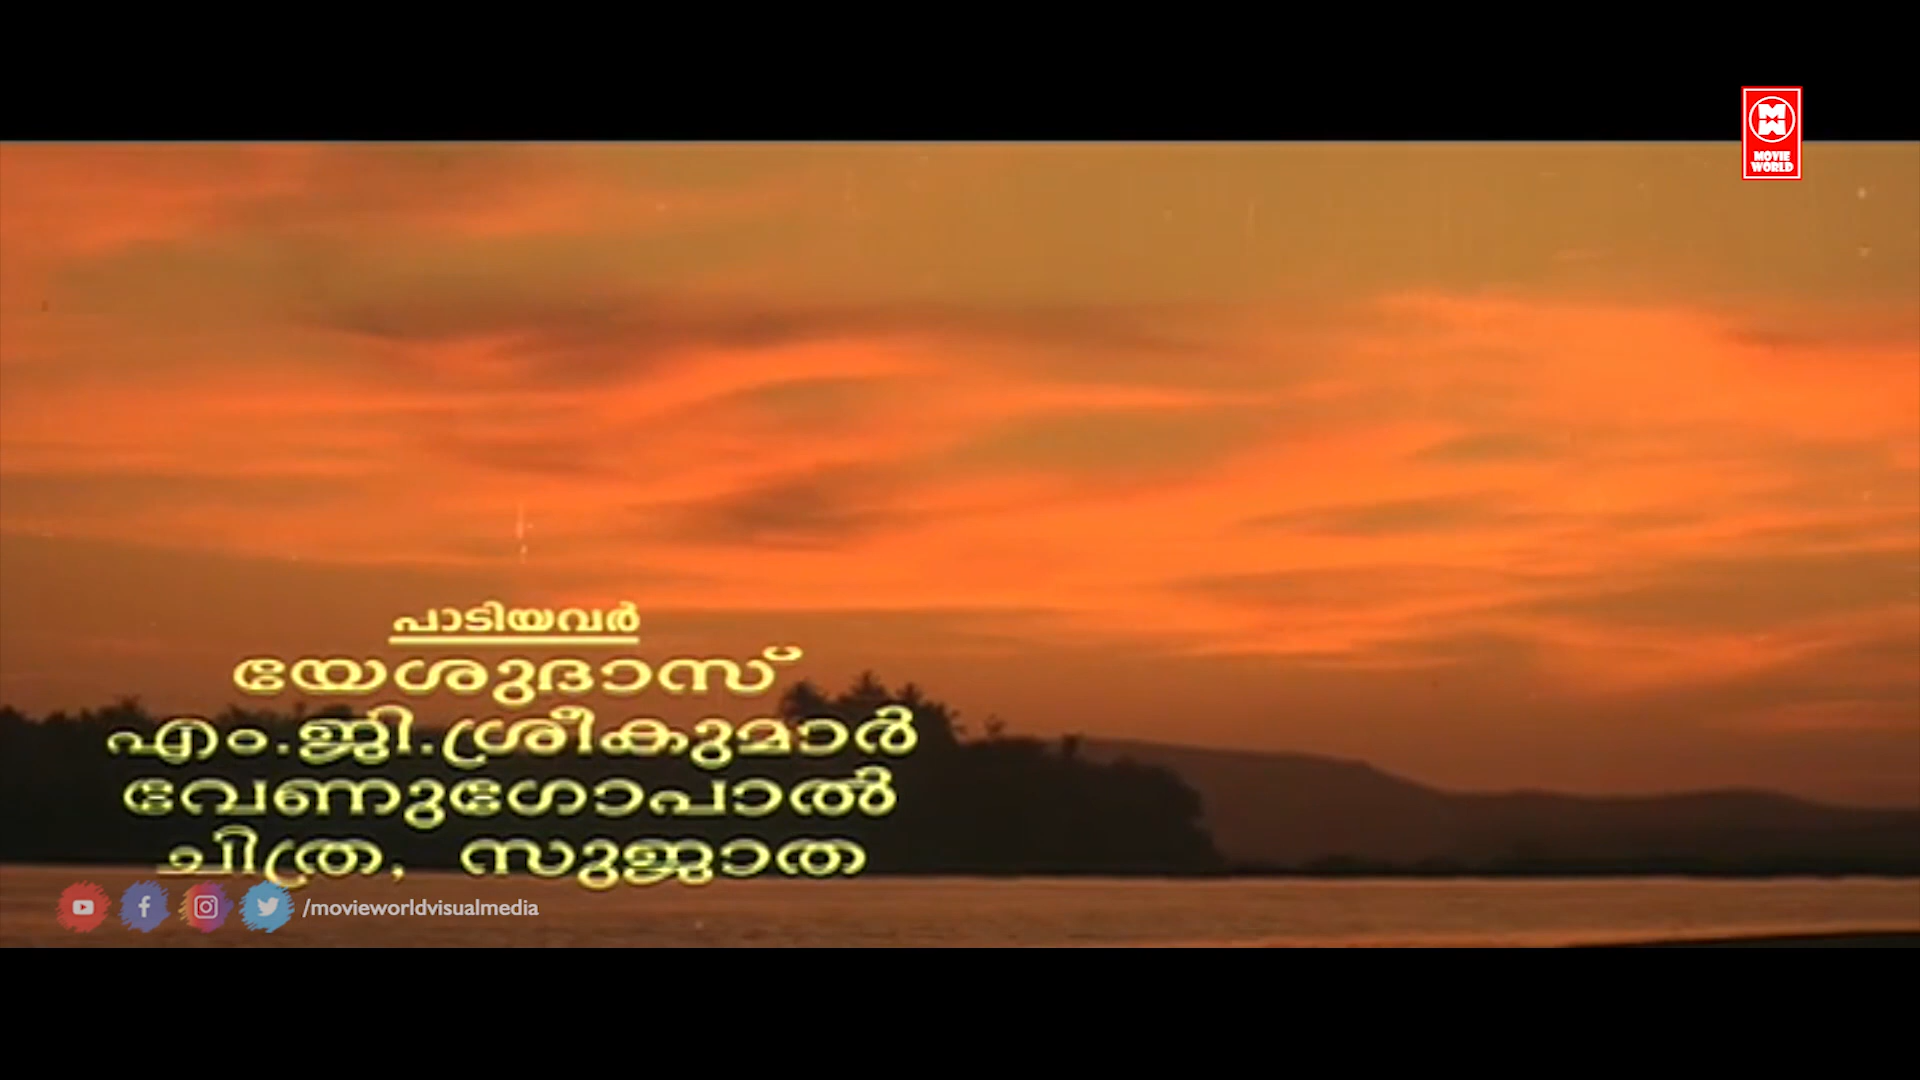 MOVIE
WORLD
പാടിയവർ
യേശുദാസ്
എം.ജി.ശ്രീകുമാർ
വേണുഗോപാൽ
ചിത്ര, സുജാത
/movieworldvisualmedia